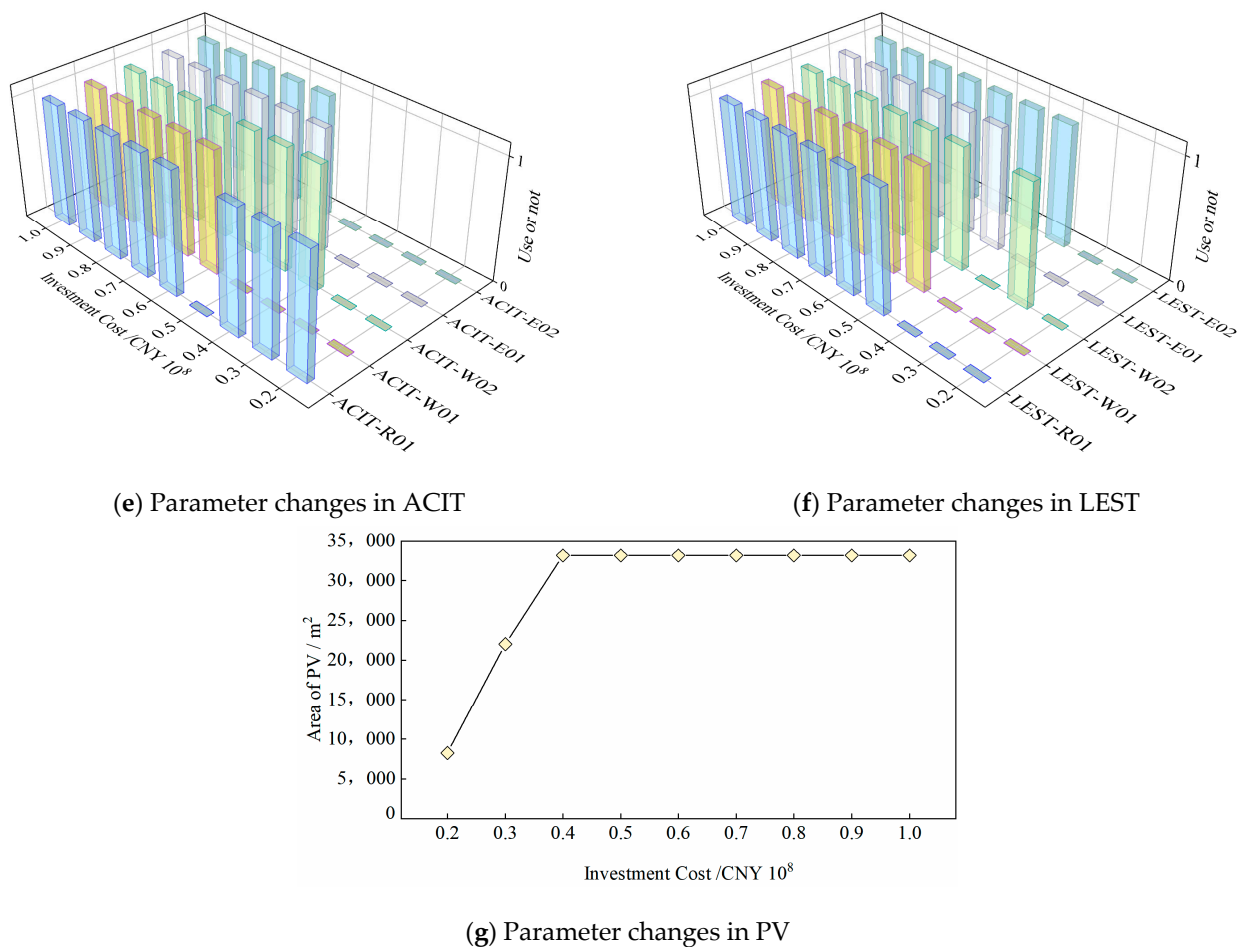 1
0
Use or not
1.0
0.9
0.8
0.7
0.6
0.5
0.4
0.3
0.2
Investment Cost /CNY 10⁸
ACIT-E02
ACIT-E01
ACIT-W02
ACIT-W01
ACIT-R01
(e) Parameter changes in ACIT
1
0
Use or not
1.0
0.9
0.8
0.7
0.6
0.5
0.4
0.3
0.2
Investment Cost /CNY 10⁸
LEST-E02
LEST-E01
LEST-W02
LEST-W01
LEST-R01
(f) Parameter changes in LEST
35，000
30，000
25，000
20，000
15，000
10，000
5，000
0
Area of PV / m²
0.2 0.3 0.4 0.5 0.6 0.7 0.8 0.9 1.0
Investment Cost /CNY 10⁸
(g) Parameter changes in PV